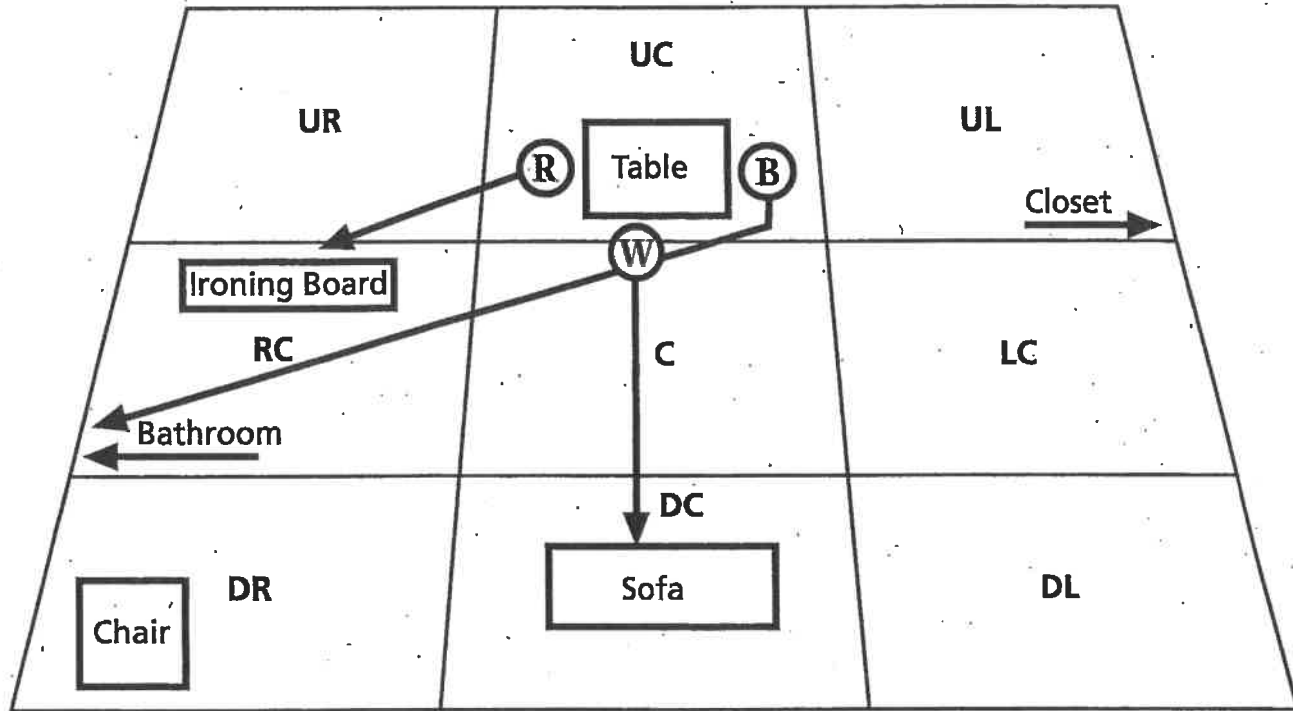 UC
UR
UL
R
Table
B
Closet
W
Ironing Board
RC
C
LC
Bathroom
DC
DR
Sofa
DL
Chair